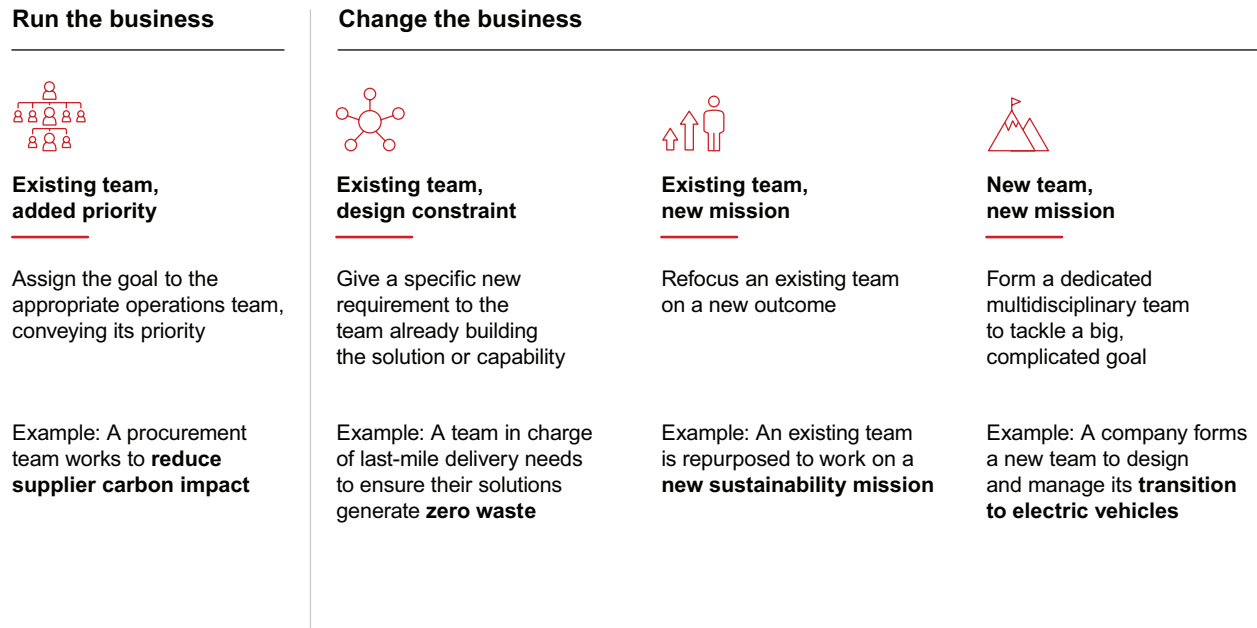 Run the business
Change the business
Existing team,
added priority
Assign the goal to the
appropriate operations team,
conveying its priority
Example: A procurement
team works to reduce
supplier carbon impact
Existing team,
design constraint
Give a specific new
requirement to the
team already building
the solution or capability
Example: A team in charge
of last-mile delivery needs
to ensure their solutions
generate zero waste
Existing team,
new mission
Refocus an existing team
on a new outcome
Example: An existing team
is repurposed to work on a
new sustainability mission
New team,
new mission
Form a dedicated
multidisciplinary team
to tackle a big,
complicated goal
Example: A company forms
a new team to design
and manage its transition
to electric vehicles